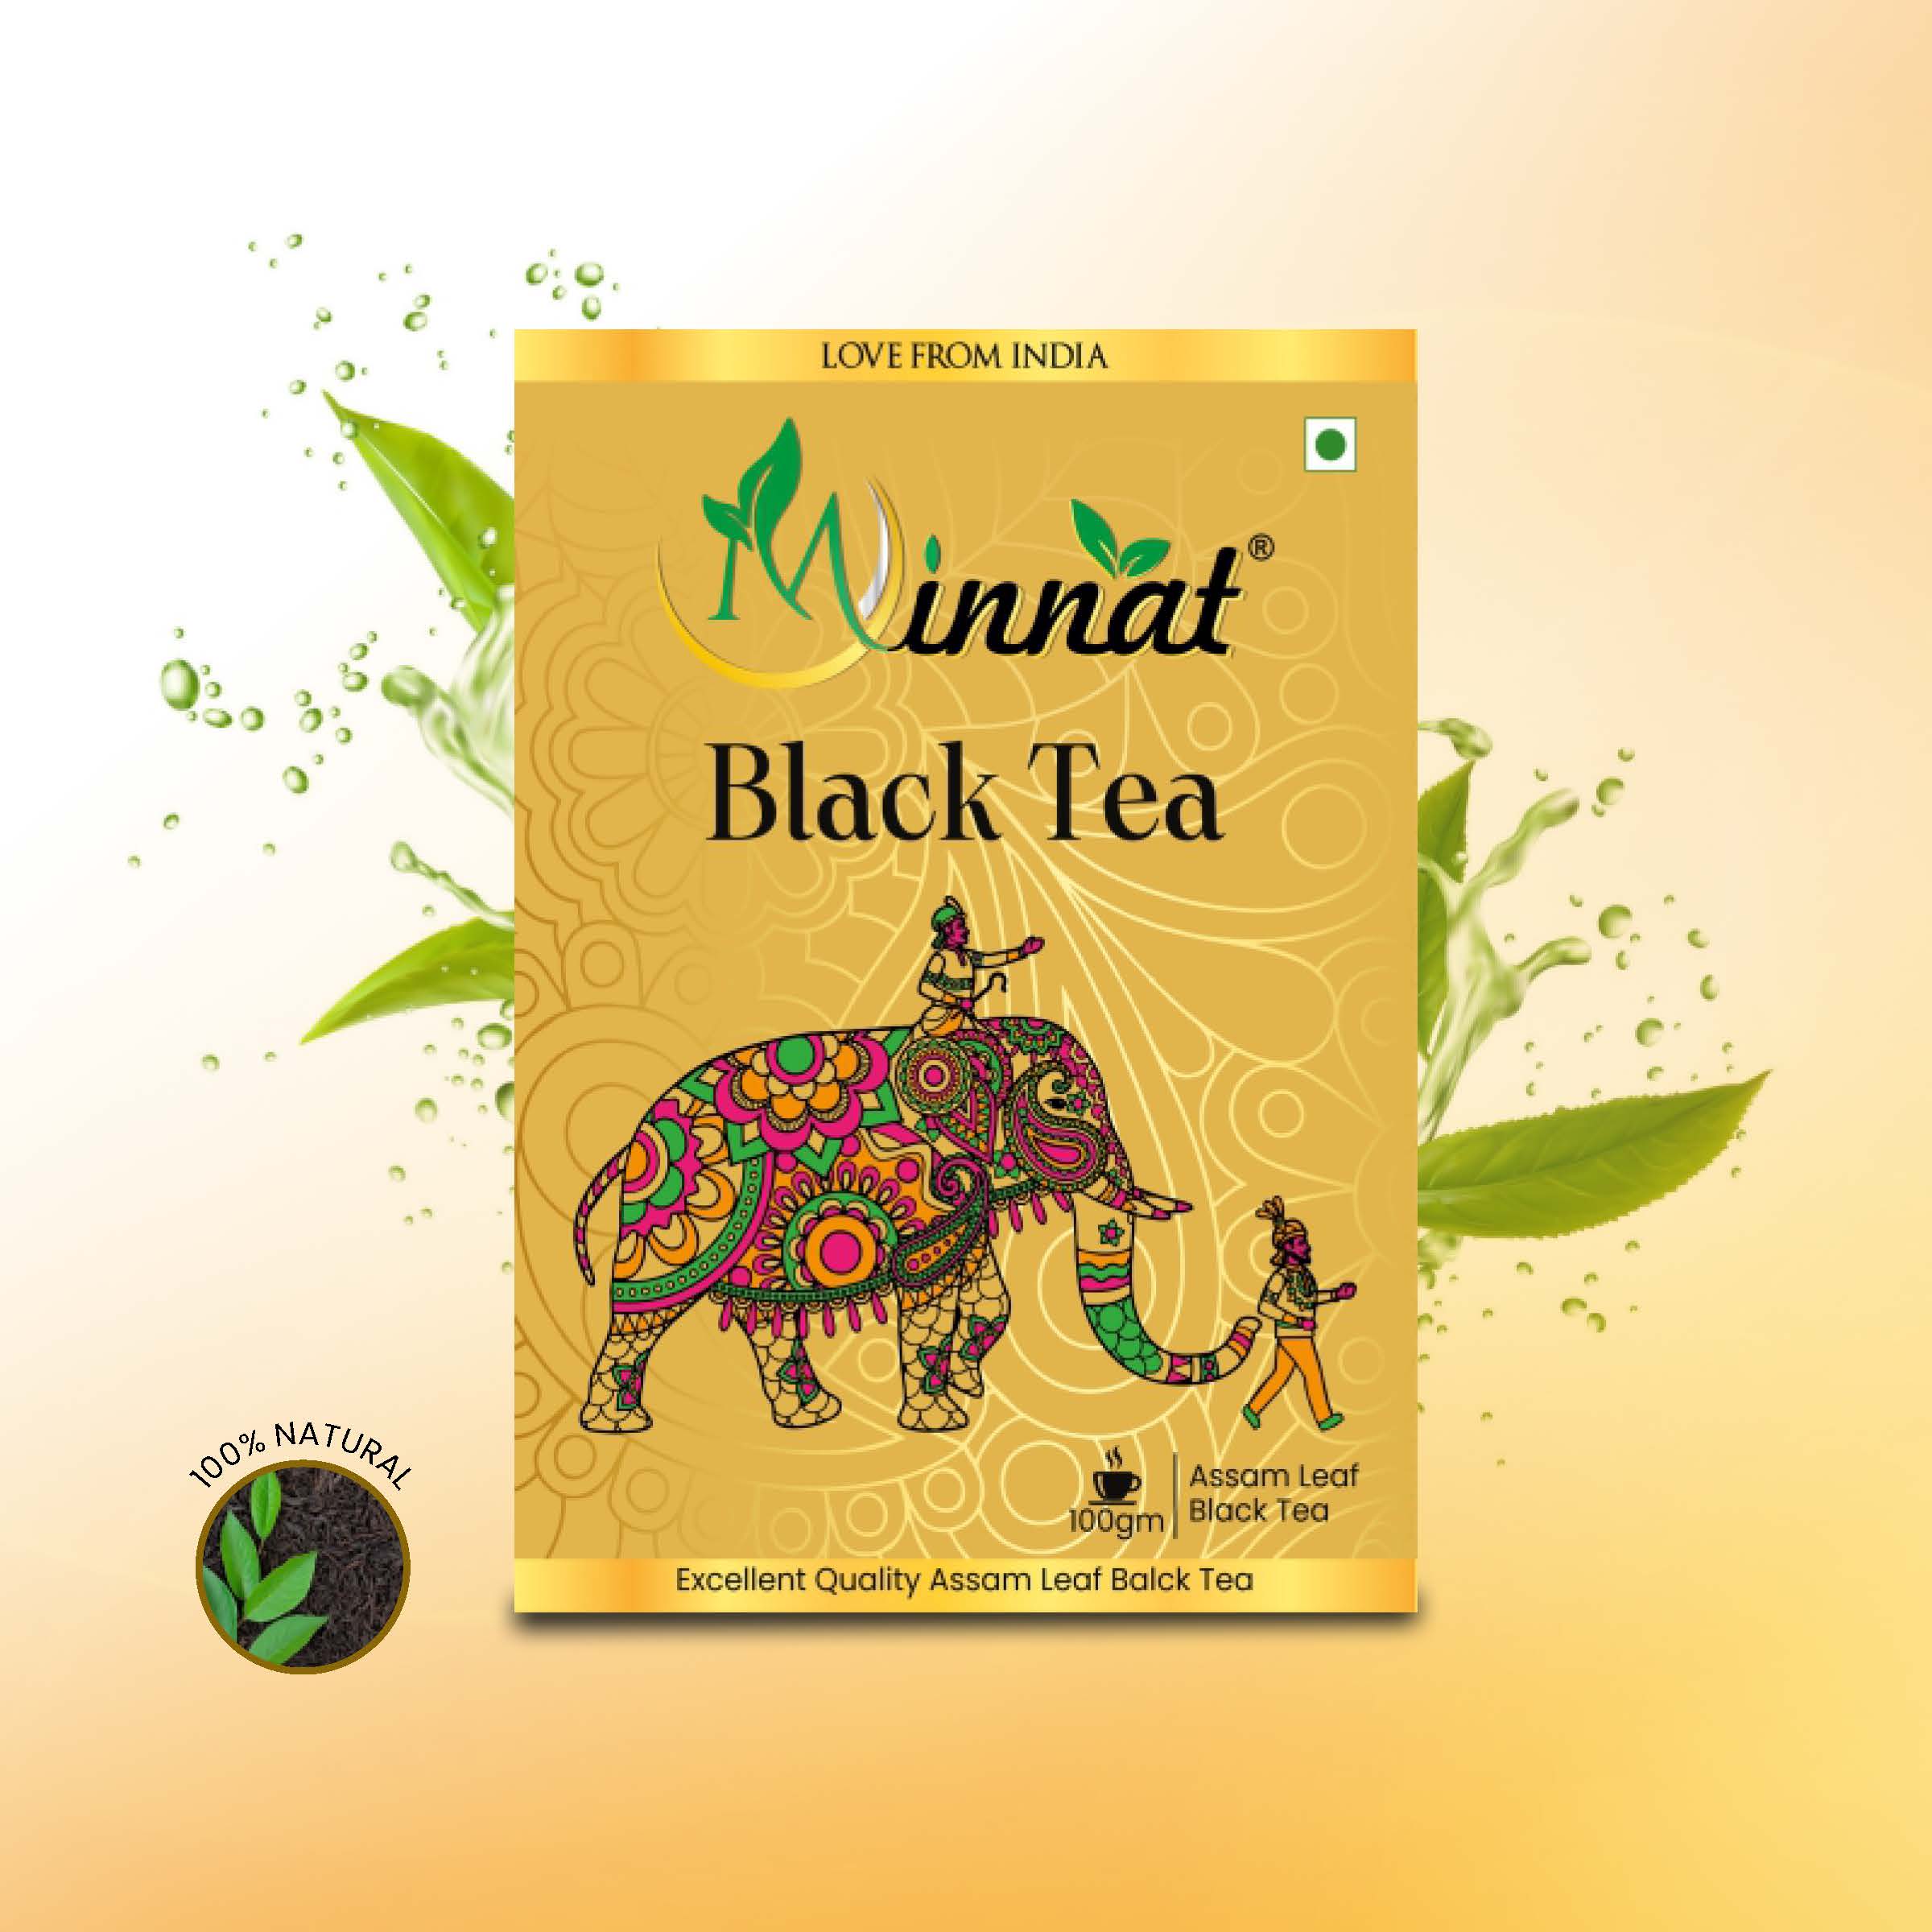 LOVE FROM INDIA
Minnat®
Black Tea
100% NATURAL
100gm
Assam Leaf
Black Tea
Excellent Quality Assam Leaf Balck Tea